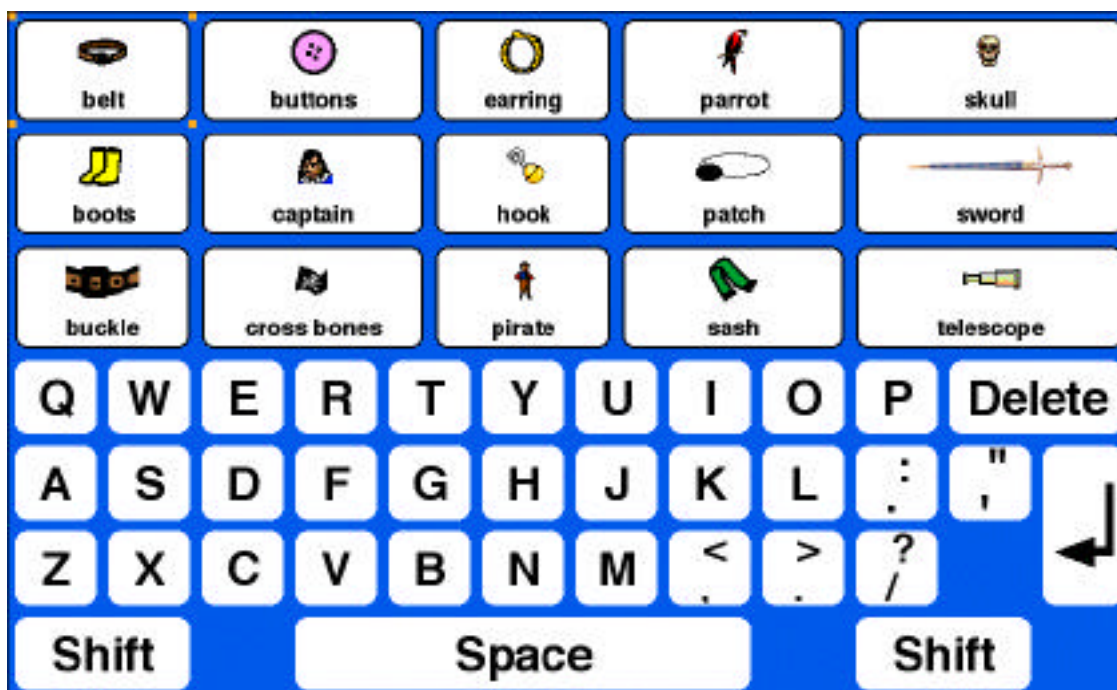 belt buttons earring parrot skull
boots captain hook patch sword
buckle cross bones pirate sash telescope
Q W E R T Y U I O P Delete
: "
A S D F G H J K L . '
< > ?
Z X C V B N M , . /
Shift Space Shift